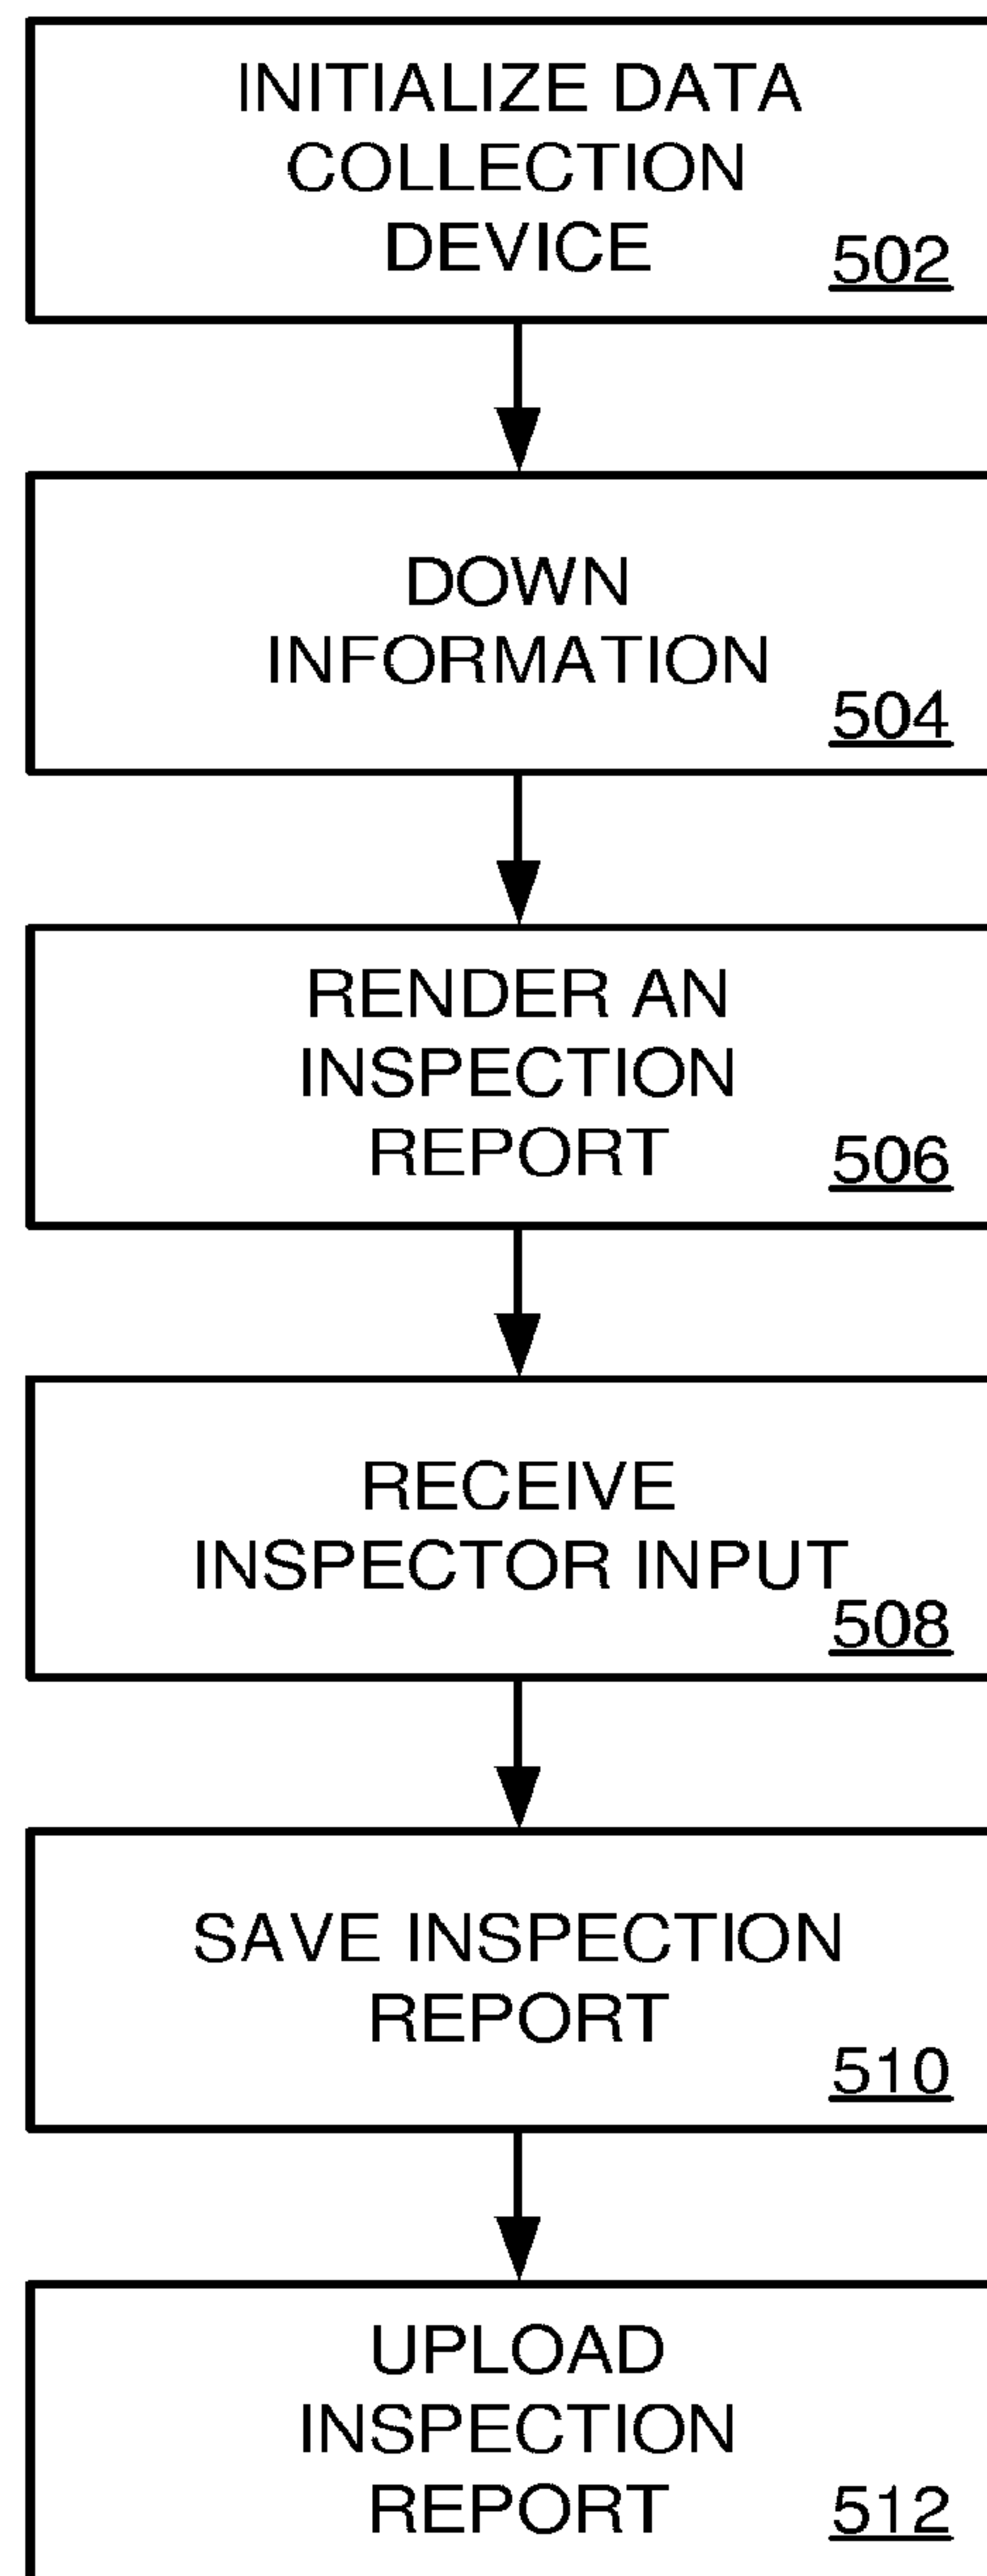 INITIALIZE DATA
COLLECTION
DEVICE
502
DOWN
INFORMATION
504
RENDER AN
INSPECTION
REPORT
506
RECEIVE
INSPECTOR INPUT
508
SAVE INSPECTION
REPORT
510
UPLOAD
INSPECTION
REPORT
512